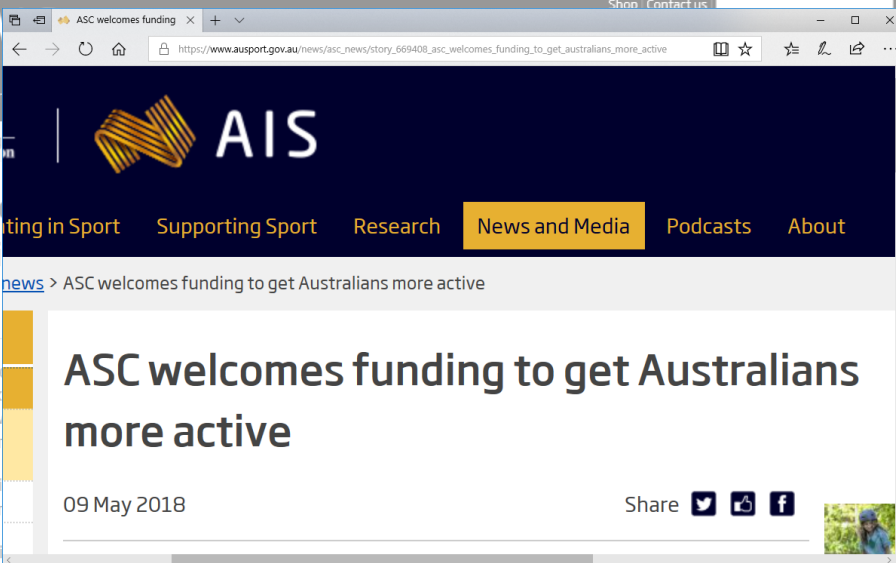 Shop | Contact us |
ASC welcomes funding
https://www.ausport.gov.au/news/asc_news/story_669408_asc_welcomes_funding_to_get_australians_more_active
on
AIS
ting in Sport Supporting Sport Research News and Media Podcasts About
news > ASC welcomes funding to get Australians more active
ASC welcomes funding to get Australians
more active
09 May 2018 Share